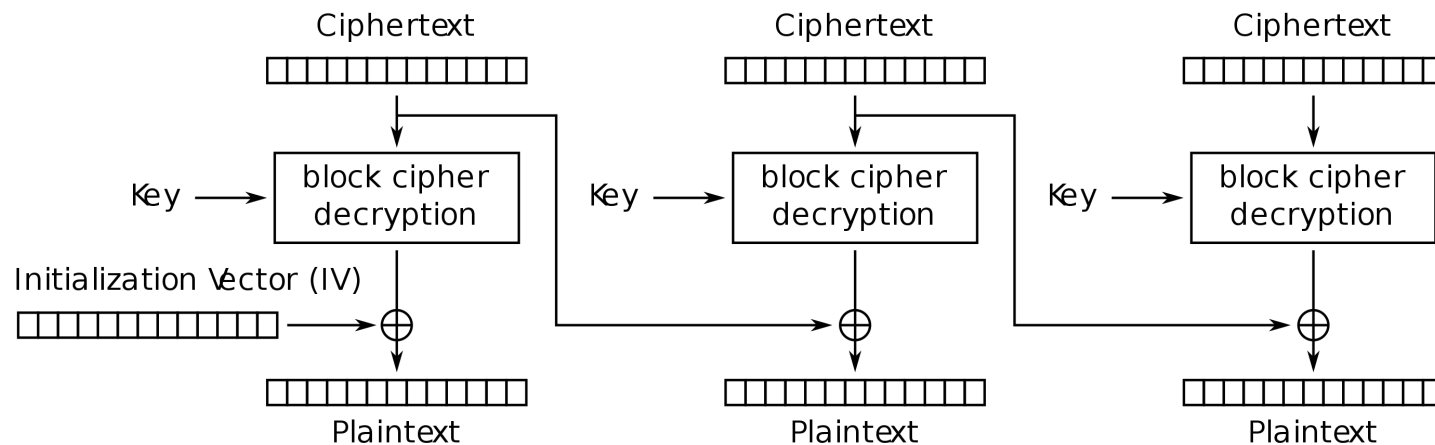 Ciphertext
Ciphertext
Ciphertext
block cipher
decryption
block cipher
decryption
block cipher
decryption
Key
Key
Key
Initialization Vector (IV)
Plaintext
Plaintext
Plaintext